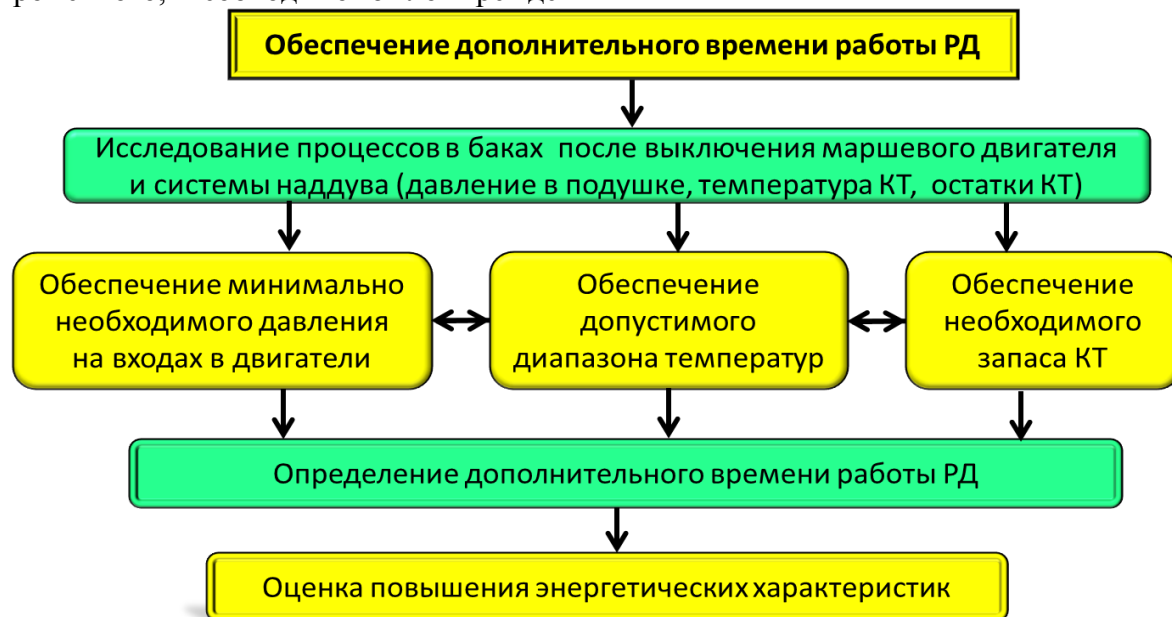 Обеспечение дополнительного времени работы РД
Исследование процессов в баках после выключения маршевого двигателя
и системы наддува (давление в подушке, температура КТ, остатки КТ)
Обеспечение минимально
необходимого давления
на входах в двигатели
Обеспечение
допустимого
диапазона температур
Обеспечение
необходимого
запаса КТ
Определение дополнительного времени работы РД
Оценка повышения энергетических характеристик